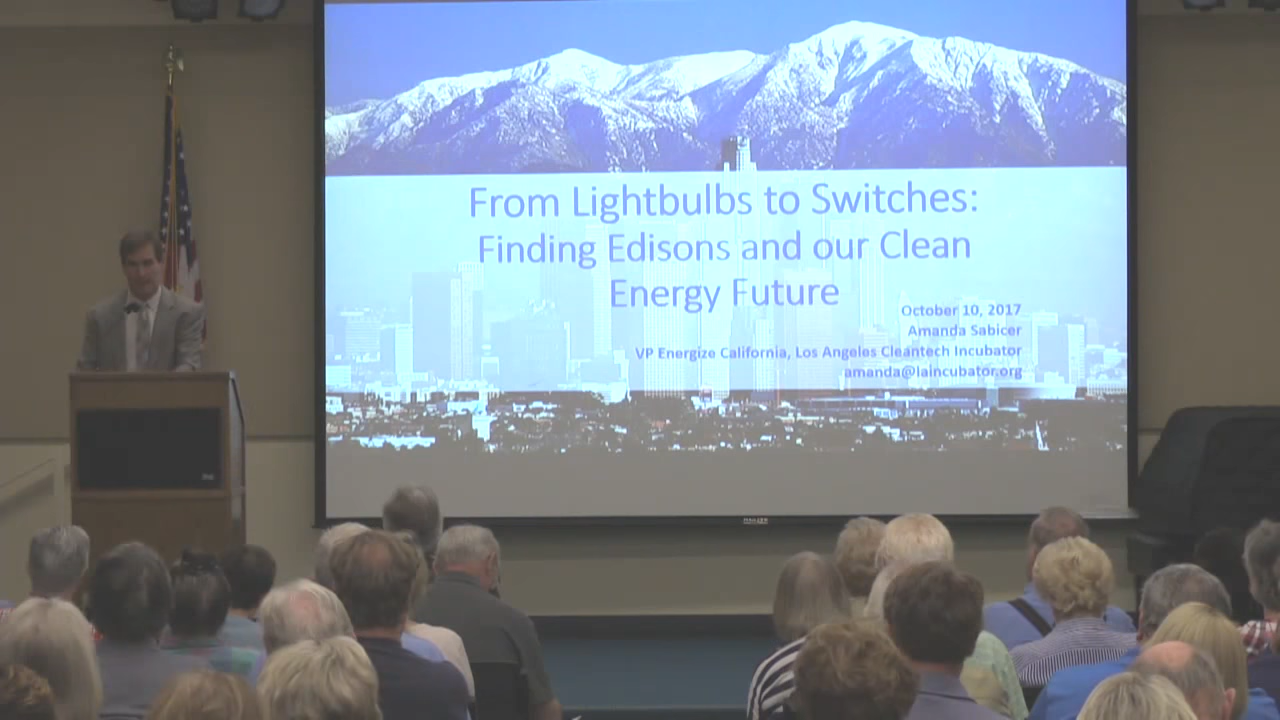 From Lightbulbs to Switches:
Finding Edisons and our Clean
Energy Future
October 10, 2017
Amanda Sabicer
VP Energize California, Los Angeles Cleantech Incubator
amanda@laincubator.org